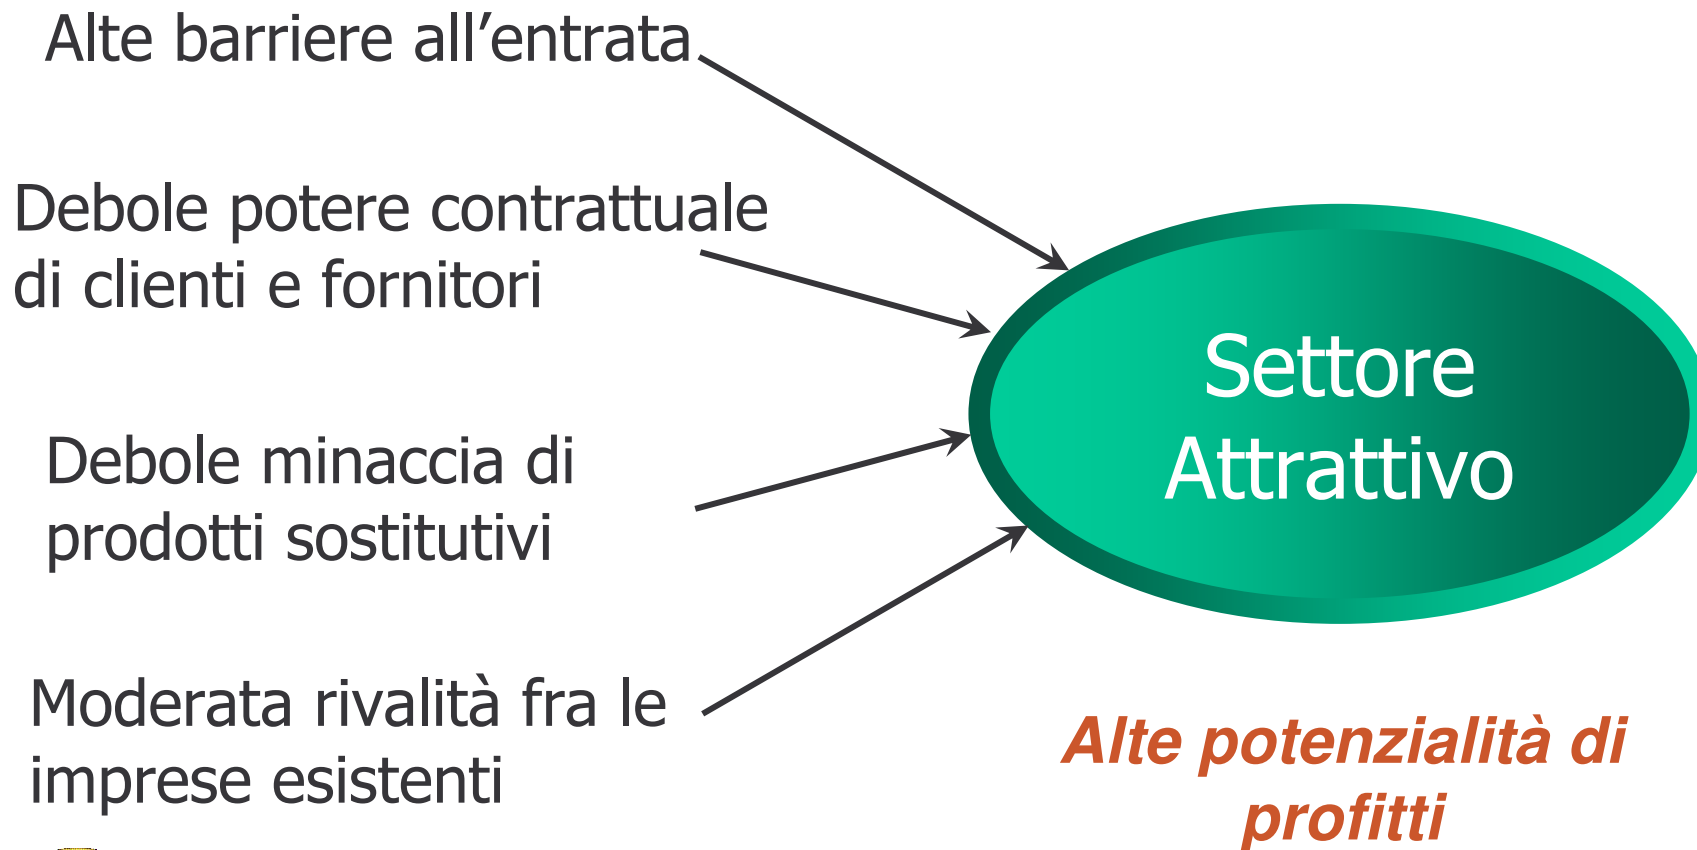 Alte barriere all’entrata
Debole potere contrattuale
di clienti e fornitori
Debole minaccia di
prodotti sostitutivi
Moderata rivalità fra le
imprese esistenti
Settore
Attrattivo
Alte potenzialità di
profitti